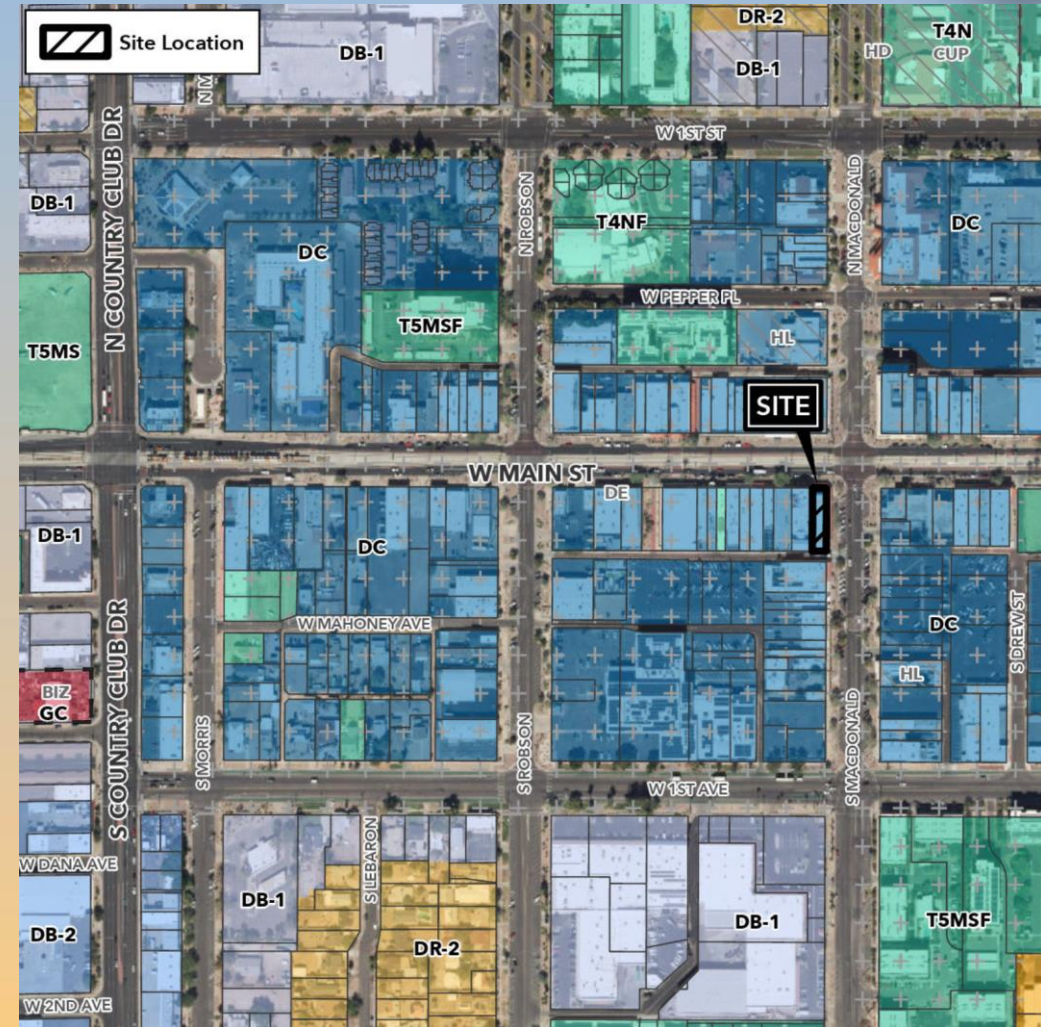 Site Location
DR-2
T4N
DB-1
HD
CUP
DB-1
N M
W 1ST ST
N COUNTRY CLUB DR
DB-1
N ROBSON
N MACDONALD
T4NF
DC
DC
W PEPPER PL
T5MSF
T5MS
HL
SITE
W MAIN ST
DE
DB-1
DC
W MAHONEY AVE
DC
S DREW ST
HL
BIZ
GC
S COUNTRY CLUB DR
S MORRIS
S ROBSON
S MACDONALD
W 1ST AVE
W DANA AVE
S LEBARON
DB-1
DB-1
T5MSF
DB-2
DR-2
W 2ND AVE